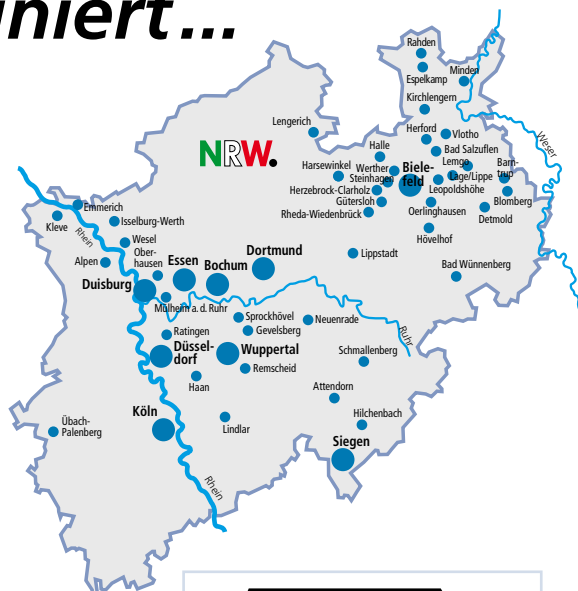 niert...
Rahden
Espelkamp
Minden
Kirchlengern
Lengerich
NRW.
Herford
Vlotho
Halle
Bad Salzuflen
Harsewinkel
Werther
Biele-
feld
Lemgo
Barn-
trup
Steinhagen
Lage/Lippe
Herzebrock-Clarholz
Leopoldshöhe
Gütersloh
Blomberg
Rheda-Wiedenbrück
Oerlinghausen
Detmold
Weser
Emmerich
Kleve
Rhein
Isselburg-Werth
Hövelhof
Wesel
Alpen
Ober-
hausen
Essen
Bochum
Dortmund
Lippstadt
Bad Wünnenberg
Duisburg
Mülheim a. d. Ruhr
Sprockhövel
Neuenrade
Gevelsberg
Ruhr
Ratingen
Düssel-
dorf
Wuppertal
Schmallenberg
Remscheid
Haan
Attendorn
Köln
Hilchenbach
Übach-
Palenberg
Lindlar
Siegen
Rhein